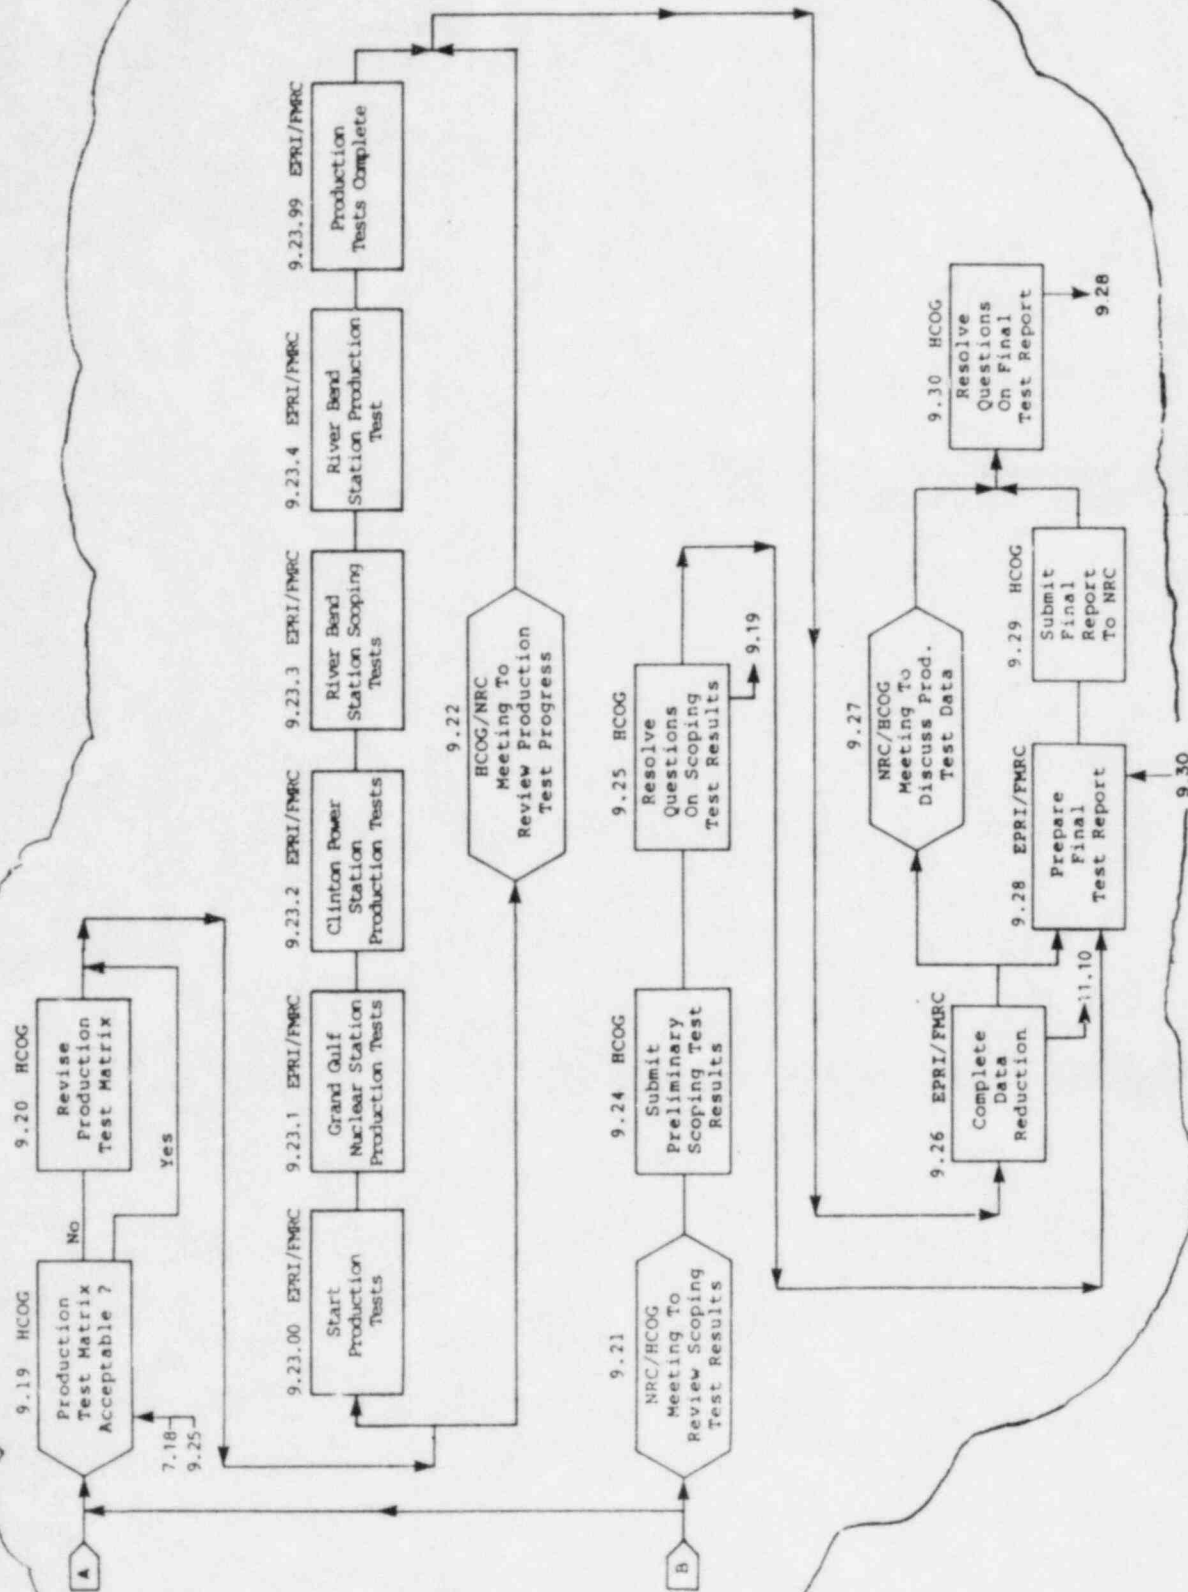 A
9.19 HCOG
Production
Test Matrix
Acceptable ?
No
Yes
7.18
9.25
9.20 HCOG
Revise
Production
Test Matrix
9.23.00 EPRI/FMRC
Start
Production
Tests
9.23.1 EPRI/FMRC
Grand Gulf
Nuclear Station
Production Tests
9.23.2 EPRI/FMRC
Clinton Power
Station
Production Tests
9.23.3 EPRI/FMRC
River Bend
Station Scoping
Tests
9.23.4 EPRI/FMRC
River Bend
Station Production
Test
9.23.99 EPRI/FMRC
Production
Tests Complete
9.22
HCOG/NRC
Meeting To
Review Production
Test Progress
B
9.21
NRC/HCOG
Meeting To
Review Scoping
Test Results
9.24 HCOG
Submit
Preliminary
Scoping Test
Results
9.25 HCOG
Resolve
Questions
On Scoping
Test Results
9.19
9.26 EPRI/FMRC
Complete
Data
Reduction
11.10
9.27
NRC/HCOG
Meeting To
Discuss Prod.
Test Data
9.28 EPRI/FMRC
Prepare
Final
Test Report
9.30
9.29 HCOG
Submit
Final
Report
To NRC
9.30 HCOG
Resolve
Questions
On Final
Test Report
9.28